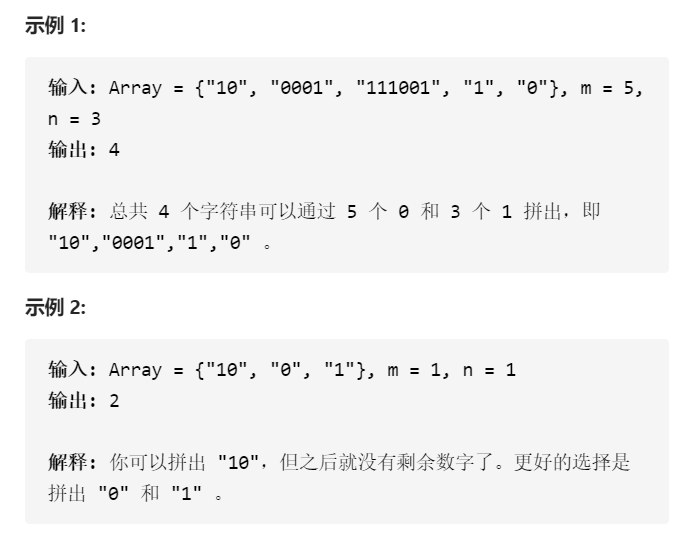 示例 1:
输入: Array = {"10", "0001", "111001", "1", "0"}, m = 5,
n = 3
输出: 4
解释: 总共 4 个字符串可以通过 5 个 0 和 3 个 1 拼出，即
"10","0001","1","0" 。
示例 2:
输入: Array = {"10", "0", "1"}, m = 1, n = 1
输出: 2
解释: 你可以拼出 "10"，但之后就没有剩余数字了。更好的选择是
拼出 "0" 和 "1" 。